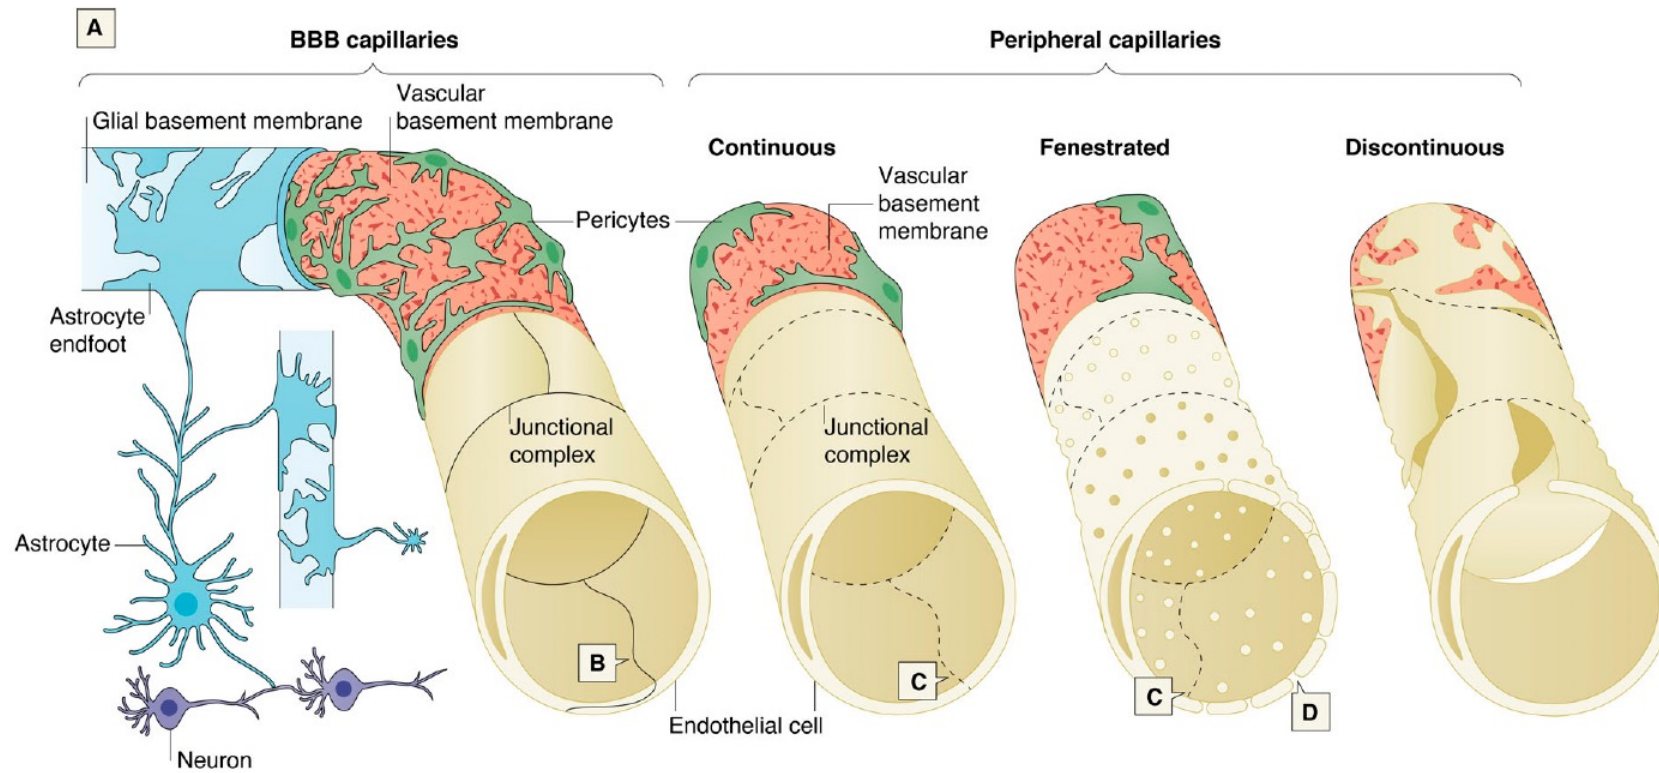 A
BBB capillaries
Peripheral capillaries
Glial basement membrane
Vascular
basement membrane
Continuous
Fenestrated
Discontinuous
Vascular
basement
membrane
Pericytes
Astrocyte
endfoot
Junctional
complex
Junctional
complex
Astrocyte
B
C
C
D
Endothelial cell
Neuron